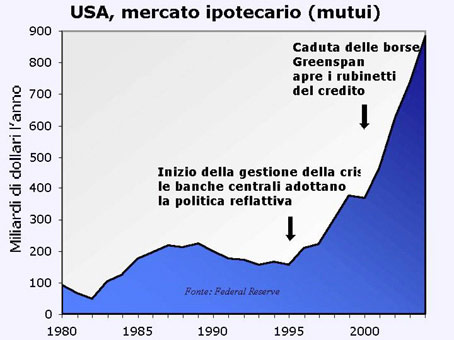 USA, mercato ipotecario (mutui)
Miliardi di dollari l'anno
900
800
700
600
500
400
300
200
100
0
Caduta delle borse
Greenspan
apre i rubinetti
del credito
Inizio della gestione della cris
le banche centrali adottano
la politica reflattiva
Fonte: Federal Reserve
1980
1985
1990
1995
2000